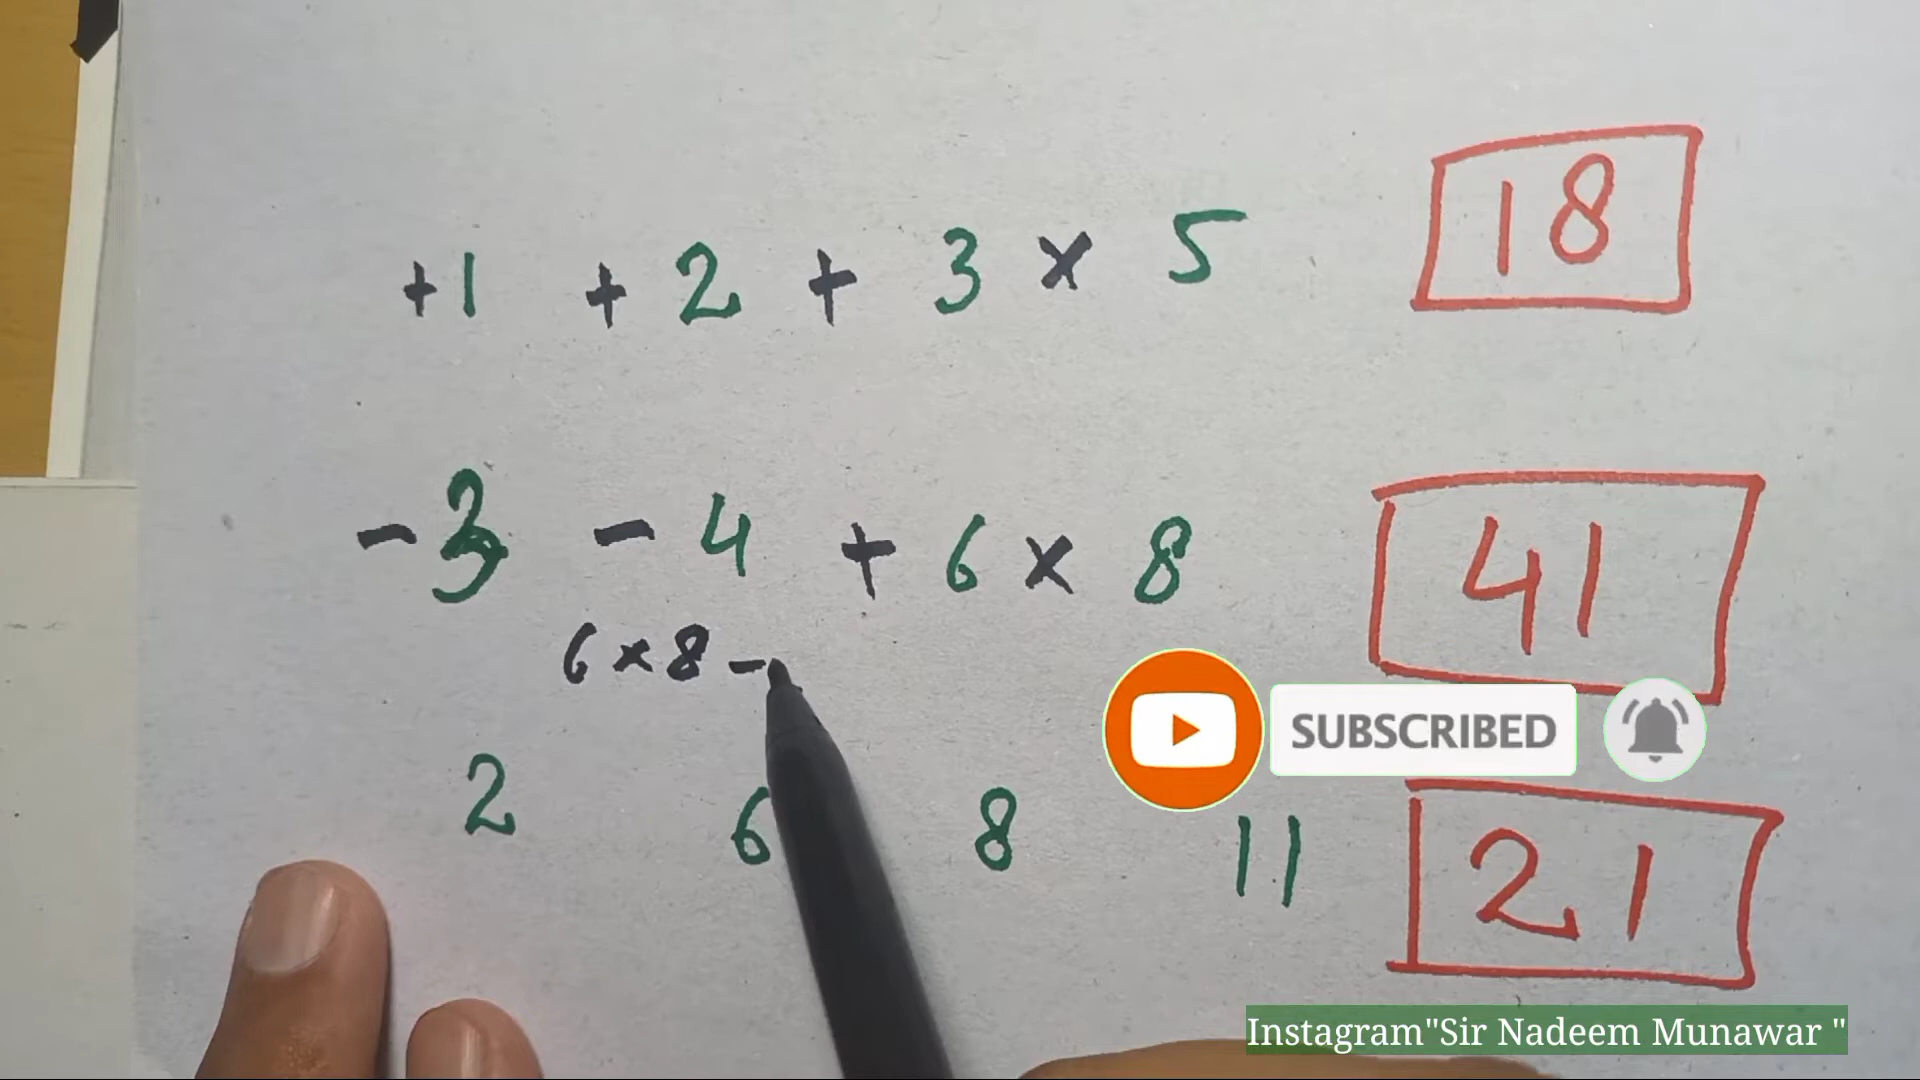 +1 + 2 + 3 × 5 18
- 3 - 4 + 6 × 8 41
6 × 8 -
SUBSCRIBED
2 6 8 11 21
Instagram"Sir Nadeem Munawar "